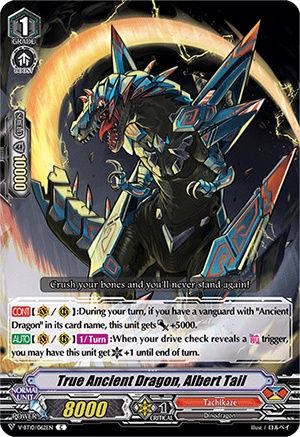 1
GRADE
BOOST
10000
Crush your bones and you'll never stand again!
CONT :During your turn, if you have a vanguard with "Ancient
Dragon" in its card name, this unit gets +5000.
AUTO 1/Turn :When your drive check reveals a trigger,
you may have this unit get +1 until end of turn.
True Ancient Dragon, Albert Tail
NORMAL
UNIT
POWER
8000
1
CRITICAL
Tachikaze
Dinodragon
V-BT10/062EN C
Illus / ロルベイ